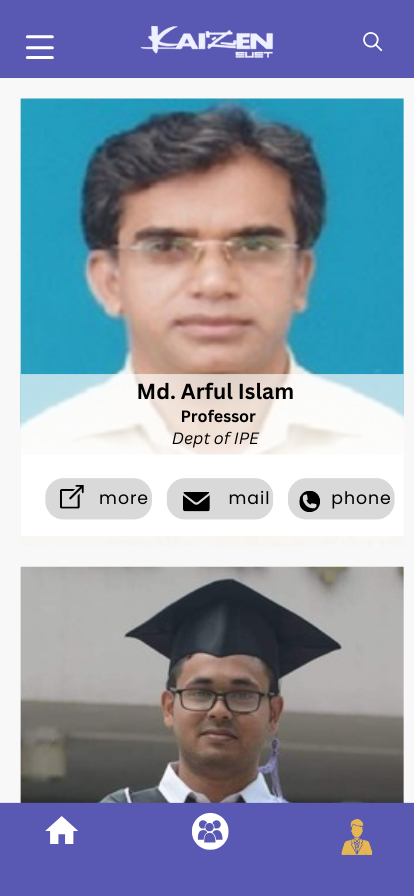 KAIZEN
SUST
Md. Arful Islam
Professor
Dept of IPE
more mail phone